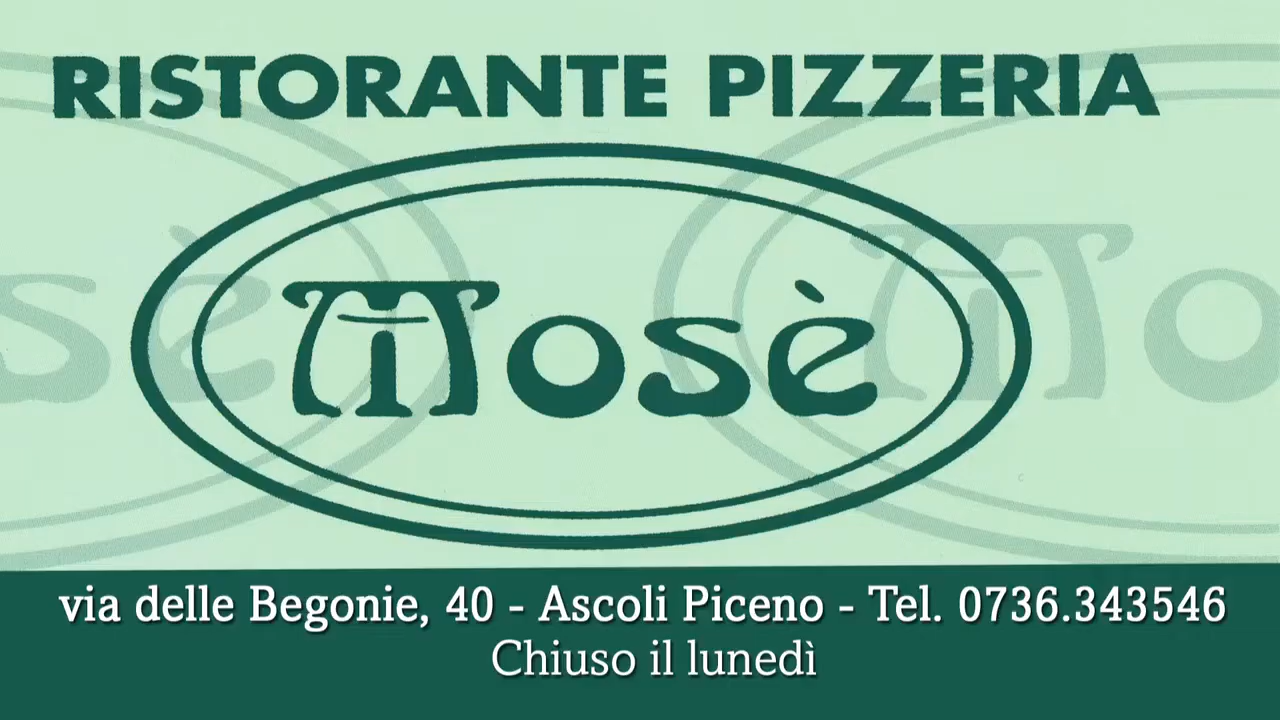 RISTORANTE PIZZERIA
Mosè
via delle Begonie, 40 - Ascoli Piceno - Tel. 0736.343546
Chiuso il lunedì